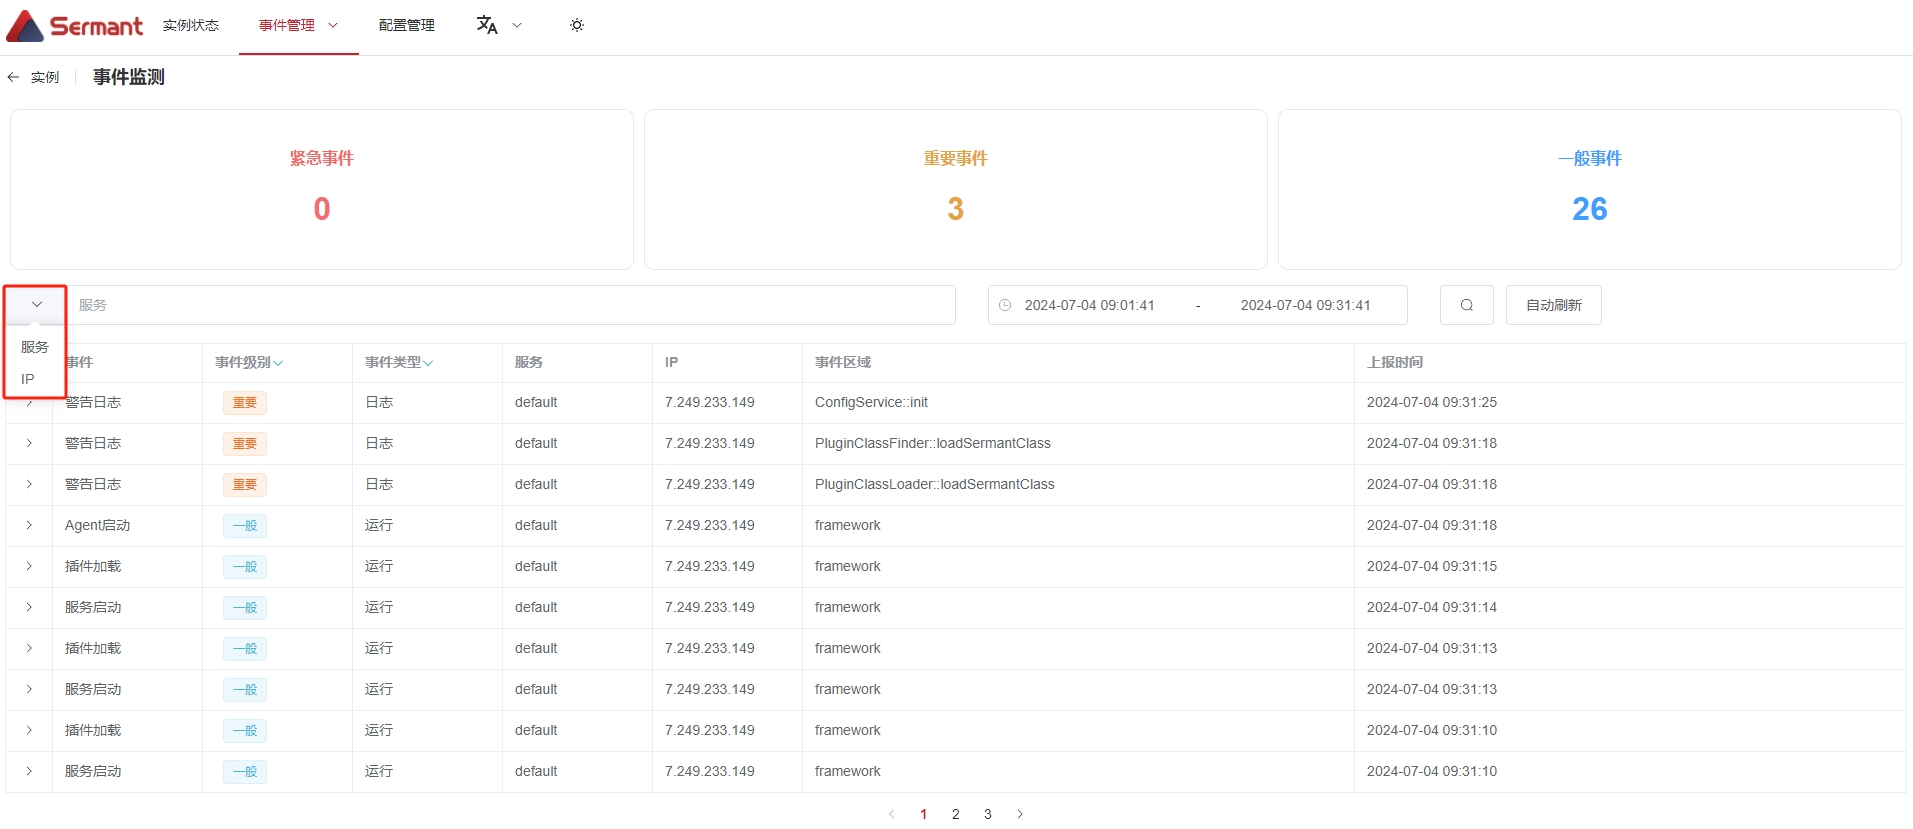 Sermant 实例状态 事件管理 配置管理
实例 事件监测
紧急事件 重要事件 一般事件
0 3 26
服务 2024-07-04 09:01:41 - 2024-07-04 09:31:41 自动刷新
服务
IP
事件 事件级别 事件类型 服务 IP 事件区域 上报时间
警告日志 重要 日志 default 7.249.233.149 ConfigService::init 2024-07-04 09:31:25
警告日志 重要 日志 default 7.249.233.149 PluginClassFinder::loadSermantClass 2024-07-04 09:31:18
警告日志 重要 日志 default 7.249.233.149 PluginClassLoader::loadSermantClass 2024-07-04 09:31:18
Agent启动 一般 运行 default 7.249.233.149 framework 2024-07-04 09:31:18
插件加载 一般 运行 default 7.249.233.149 framework 2024-07-04 09:31:15
服务启动 一般 运行 default 7.249.233.149 framework 2024-07-04 09:31:14
插件加载 一般 运行 default 7.249.233.149 framework 2024-07-04 09:31:13
服务启动 一般 运行 default 7.249.233.149 framework 2024-07-04 09:31:13
插件加载 一般 运行 default 7.249.233.149 framework 2024-07-04 09:31:10
服务启动 一般 运行 default 7.249.233.149 framework 2024-07-04 09:31:10
1 2 3